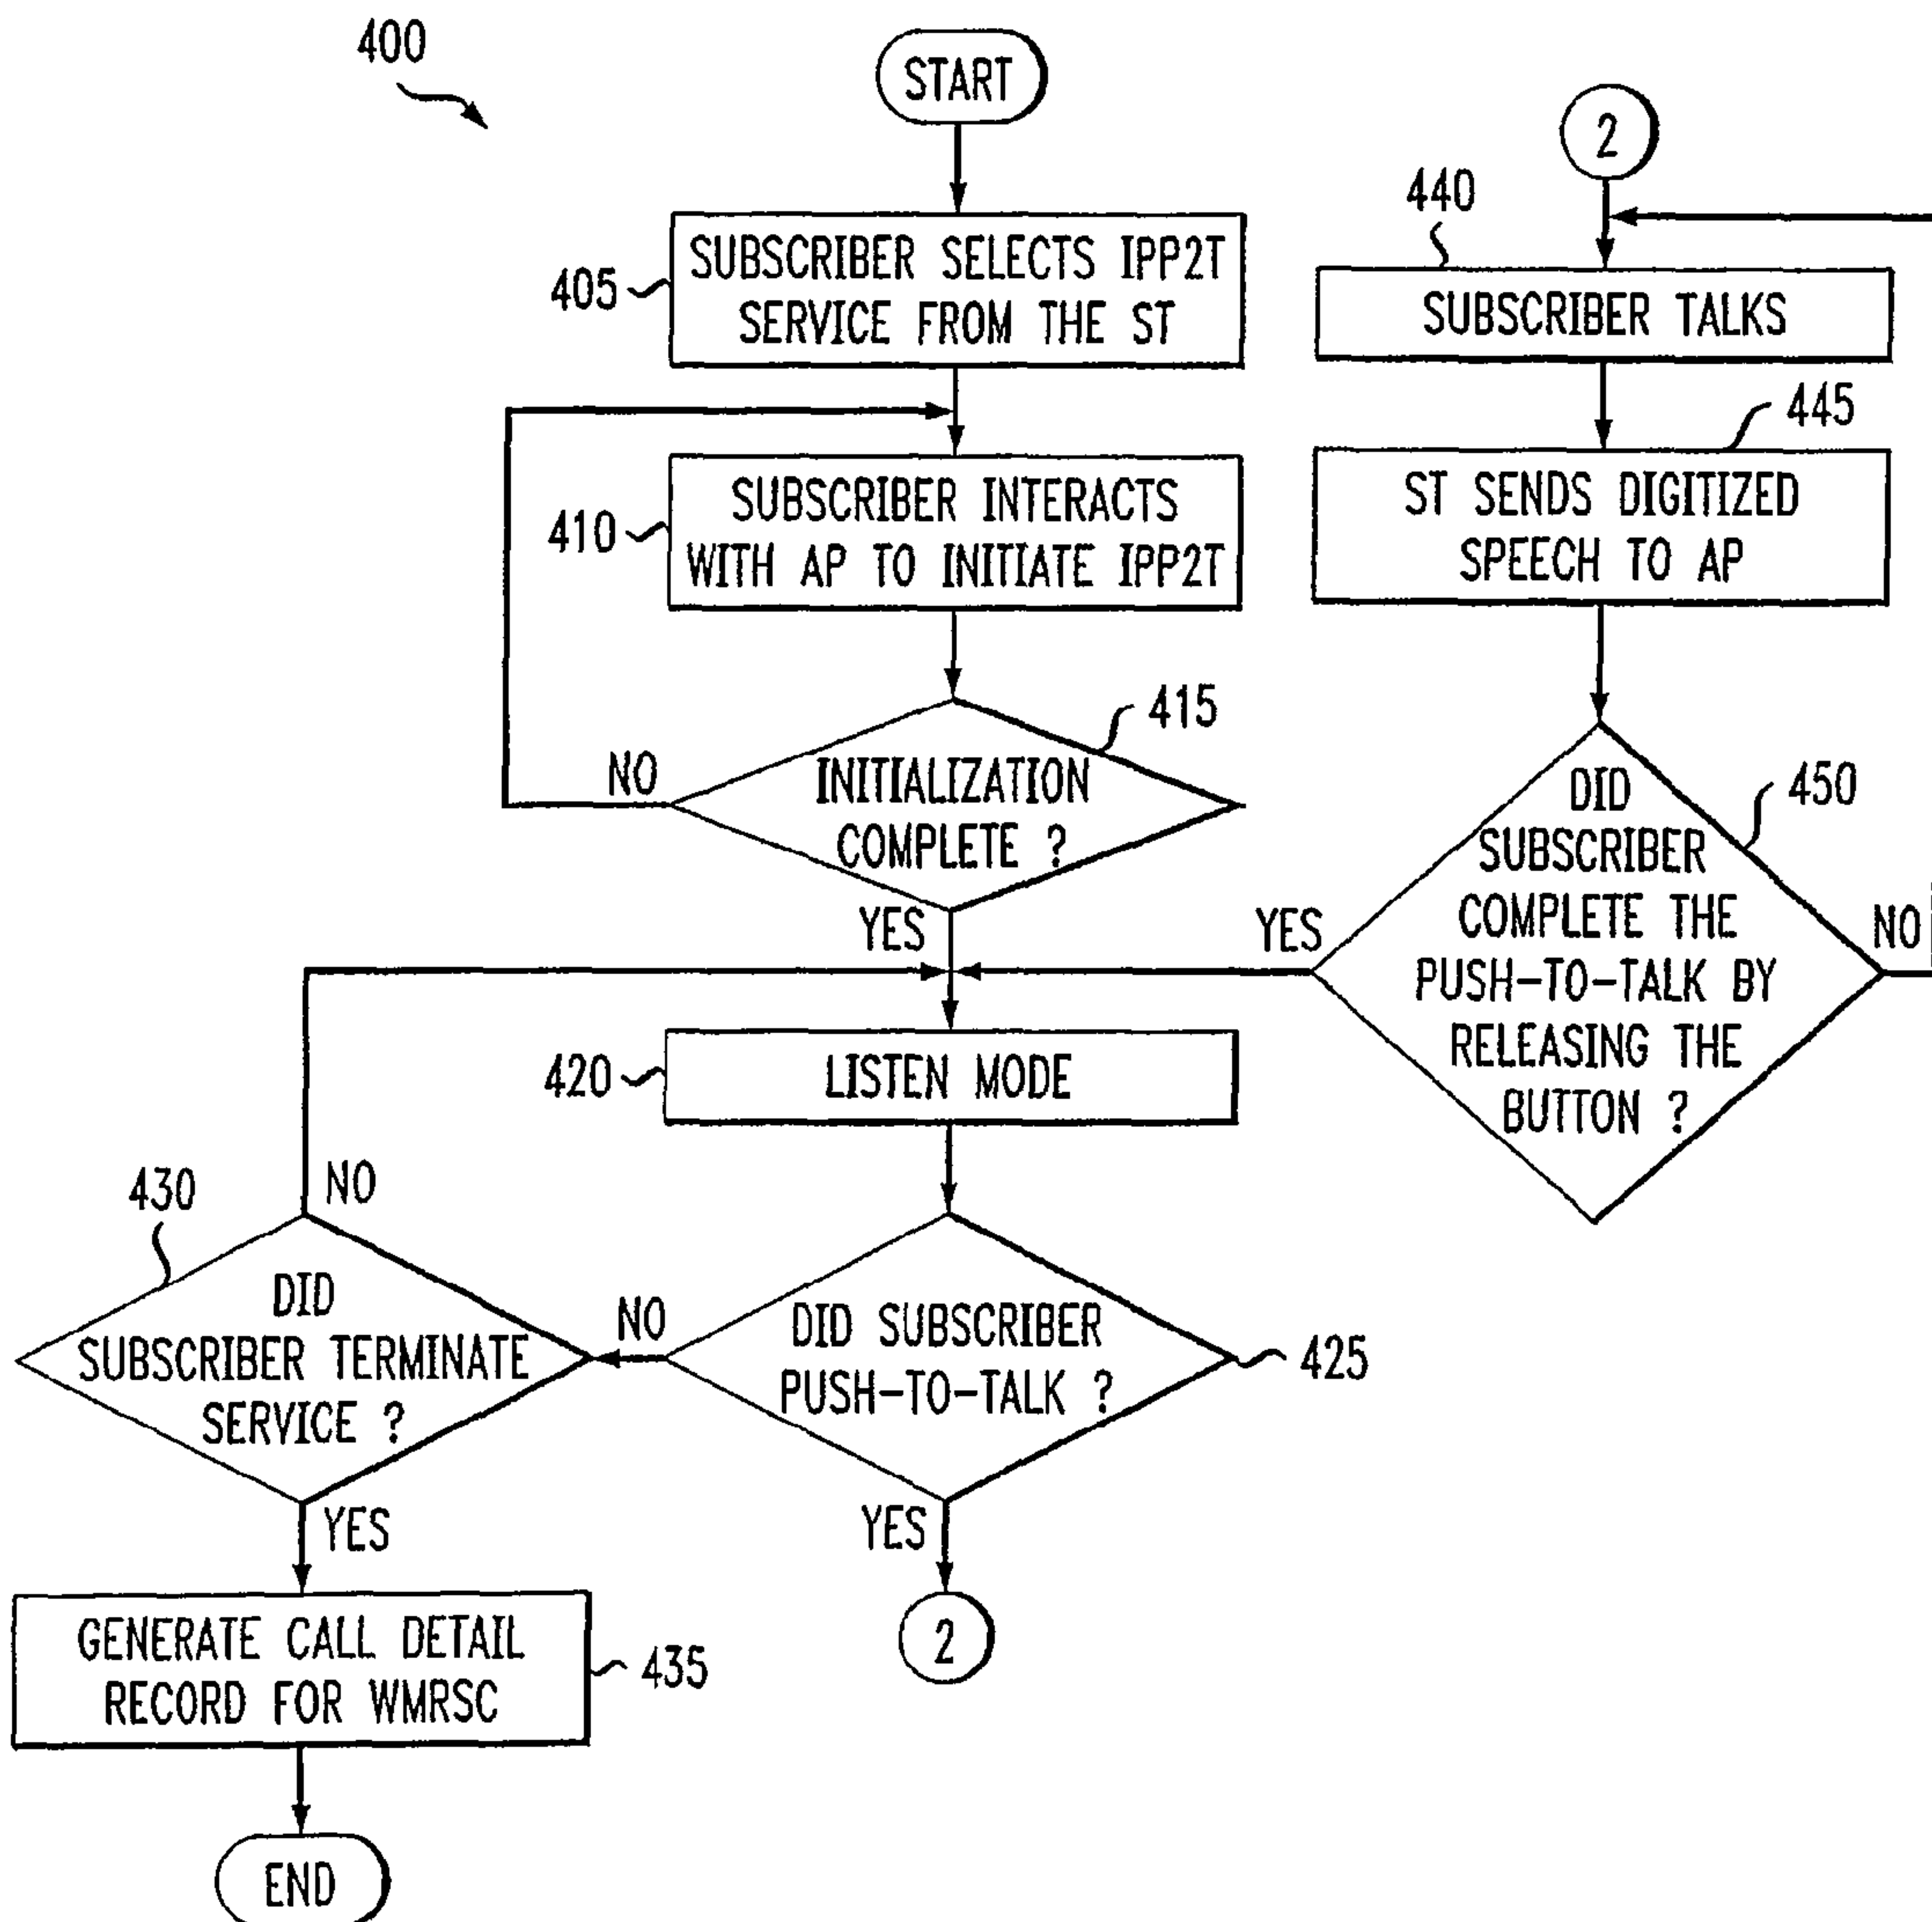 400
START
405
SUBSCRIBER SELECTS IPP2T
SERVICE FROM THE ST
410
SUBSCRIBER INTERACTS
WITH AP TO INITIATE IPP2T
415
INITIALIZATION
COMPLETE ?
NO
YES
420
LISTEN MODE
425
DID SUBSCRIBER
PUSH-TO-TALK ?
NO
YES
2
430
DID
SUBSCRIBER TERMINATE
SERVICE ?
NO
YES
435
GENERATE CALL DETAIL
RECORD FOR WMRSC
END
2
440
SUBSCRIBER TALKS
445
ST SENDS DIGITIZED
SPEECH TO AP
450
DID
SUBSCRIBER
COMPLETE THE
PUSH-TO-TALK BY
RELEASING THE
BUTTON ?
YES
NO